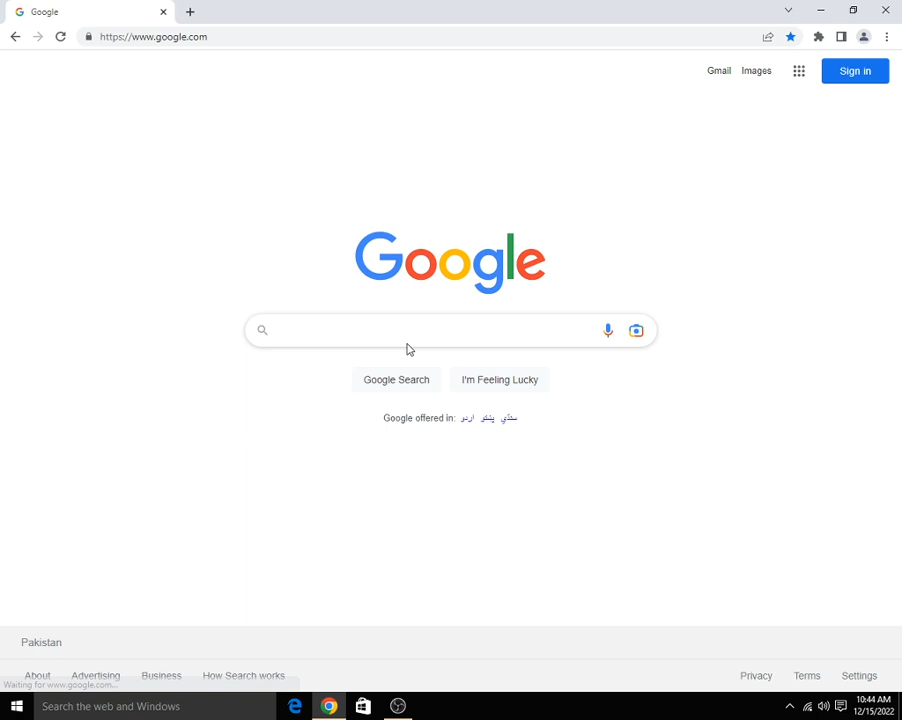 Google
https://www.google.com
Gmail Images Sign in
Google
Google Search I'm Feeling Lucky
Google offered in: اردو پښتو سنڌي
Pakistan
About Advertising Business How Search works Privacy Terms Settings
Waiting for www.google.com...
Search the web and Windows
10:44 AM
12/15/2022